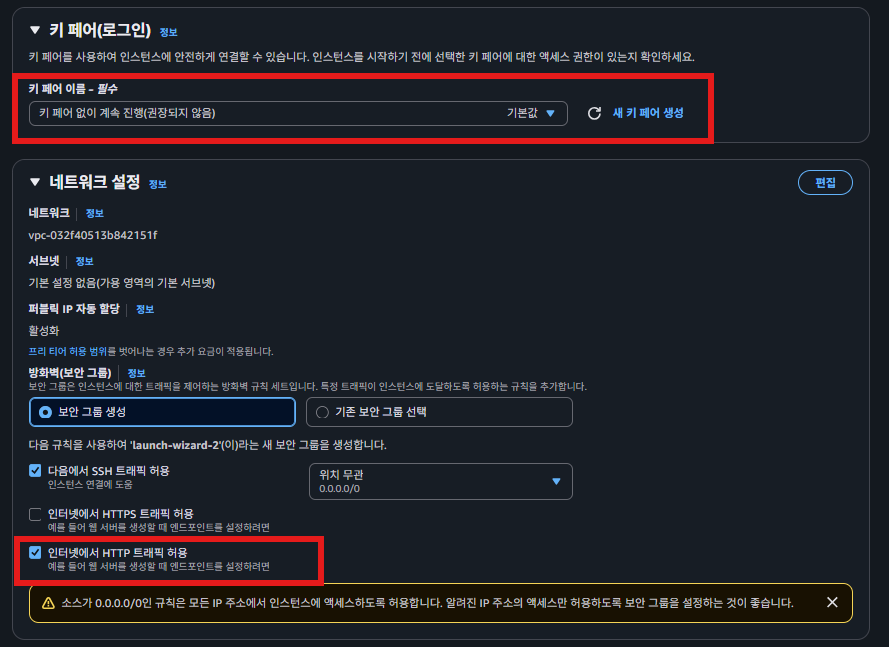 키 페어(로그인) 정보
키 페어를 사용하여 인스턴스에 안전하게 연결할 수 있습니다. 인스턴스를 시작하기 전에 선택한 키 페어에 대한 액세스 권한이 있는지 확인하세요.
키 페어 이름 - 필수
키 페어 없이 계속 진행(권장되지 않음) 기본값 새 키 페어 생성
네트워크 설정 정보 편집
네트워크 정보
vpc-032f40513b842151f
서브넷 정보
기본 설정 없음(가용 영역의 기본 서브넷)
퍼블릭 IP 자동 할당 정보
활성화
프리 티어 허용 범위를 벗어나는 경우 추가 요금이 적용됩니다.
방화벽(보안 그룹) 정보
보안 그룹은 인스턴스에 대한 트래픽을 제어하는 방화벽 규칙 세트입니다. 특정 트래픽이 인스턴스에 도달하도록 허용하는 규칙을 추가합니다.
보안 그룹 생성 기존 보안 그룹 선택
다음 규칙을 사용하여 'launch-wizard-2'(이)라는 새 보안 그룹을 생성합니다.
다음에서 SSH 트래픽 허용 위치 무관
인스턴스 연결에 도움 0.0.0.0/0
인터넷에서 HTTPS 트래픽 허용
예를 들어 웹 서버를 생성할 때 엔드포인트를 설정하려면
인터넷에서 HTTP 트래픽 허용
예를 들어 웹 서버를 생성할 때 엔드포인트를 설정하려면
소스가 0.0.0.0/0인 규칙은 모든 IP 주소에서 인스턴스에 액세스하도록 허용합니다. 알려진 IP 주소의 액세스만 허용하도록 보안 그룹을 설정하는 것이 좋습니다.